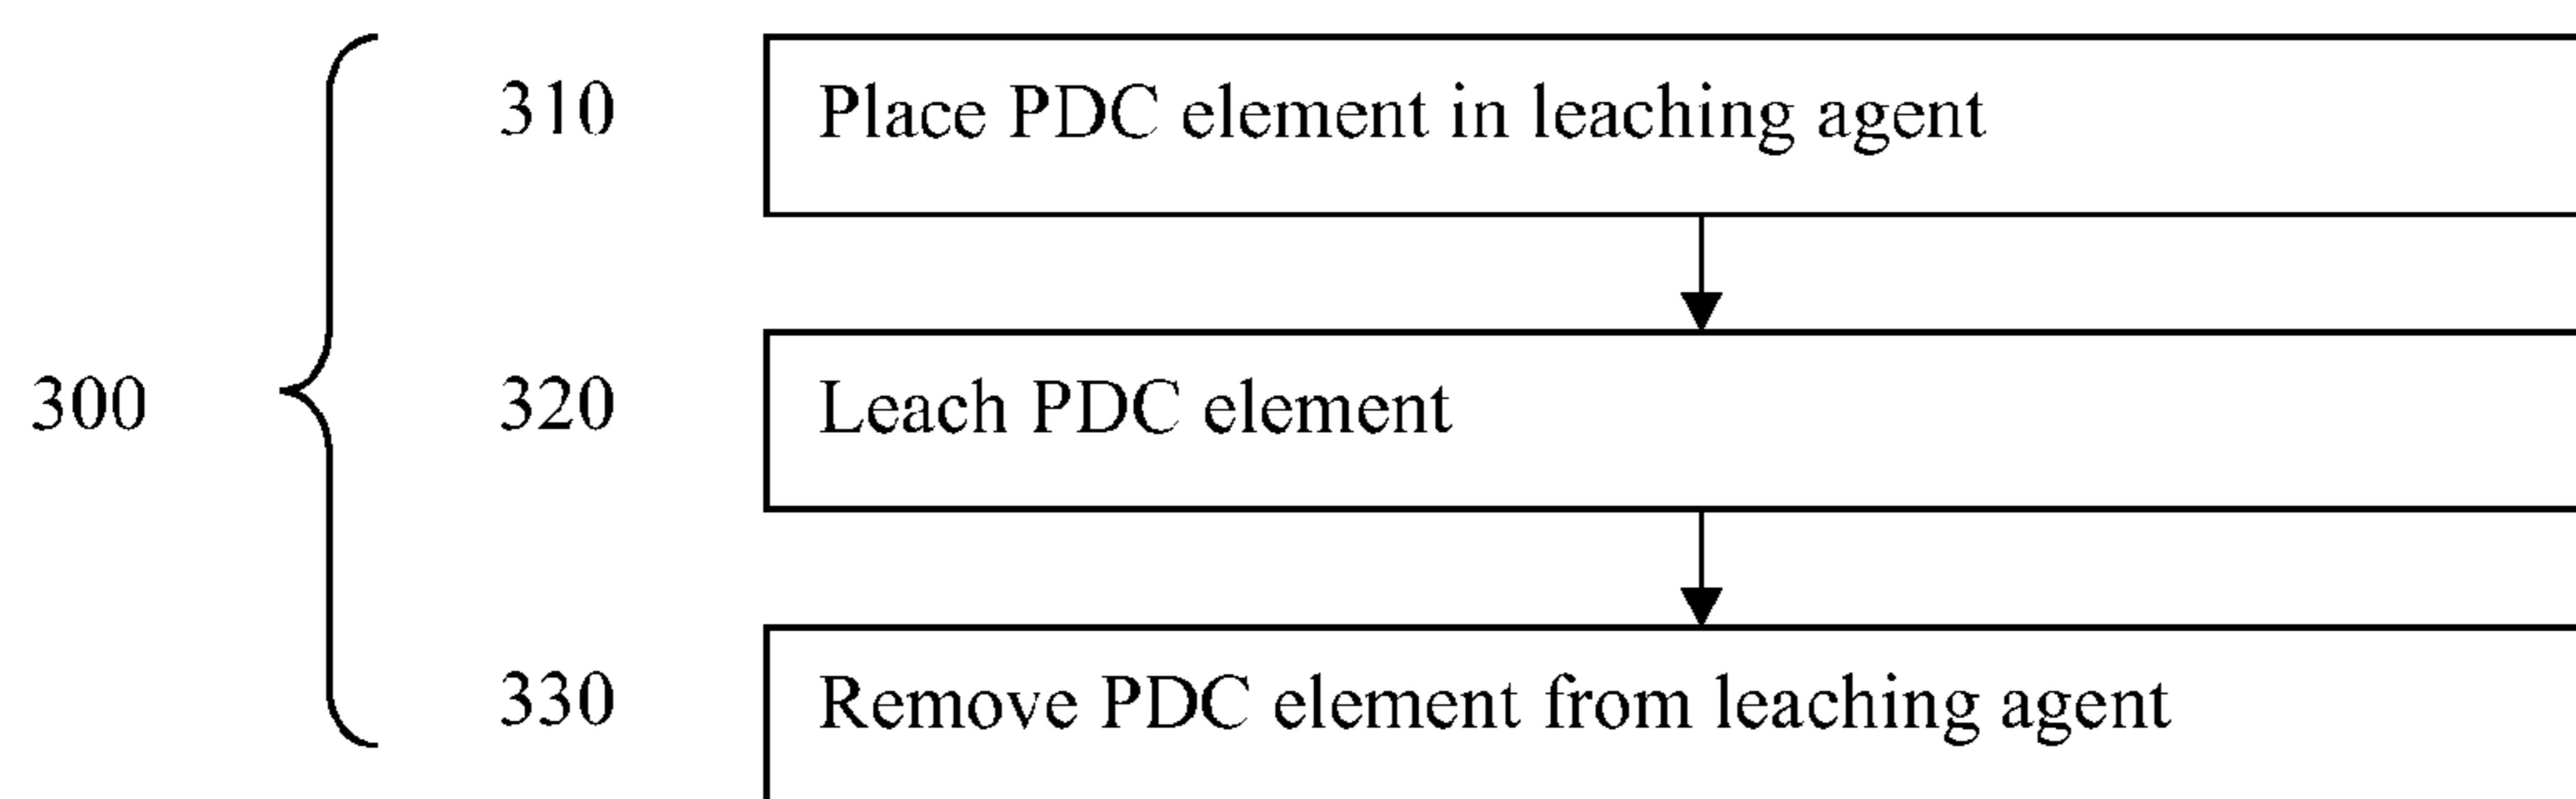 310 Place PDC element in leaching agent
300 320 Leach PDC element
330 Remove PDC element from leaching agent